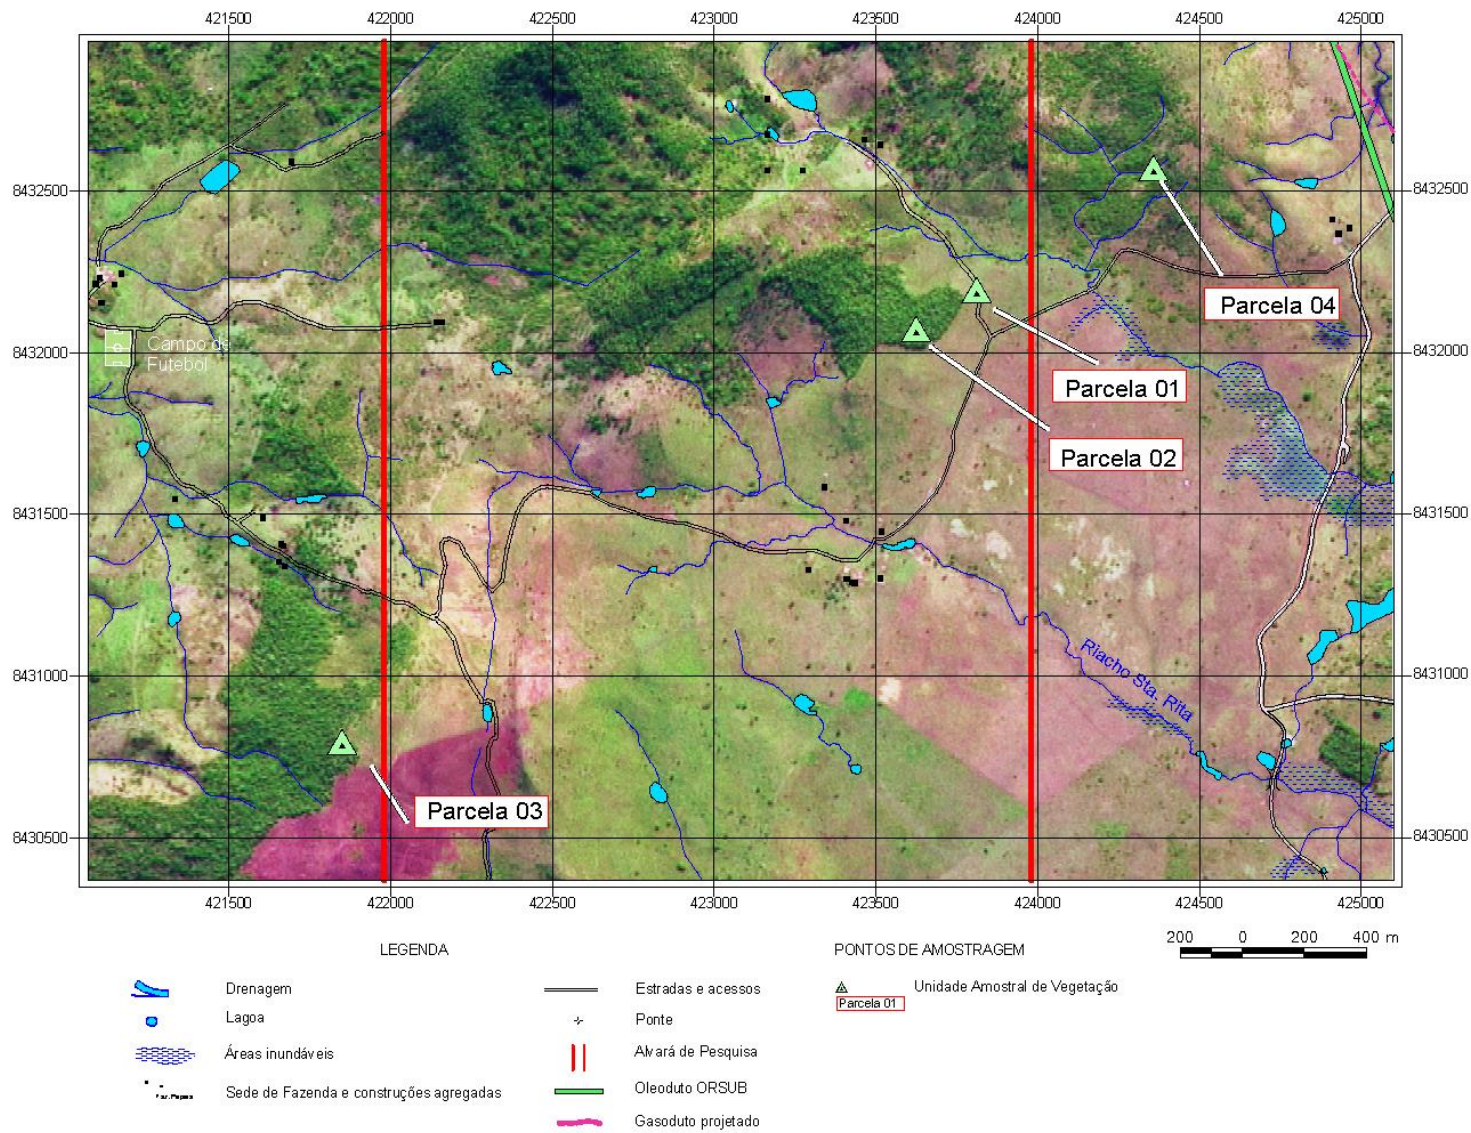 421500 422000 422500 423000 423500 424000 424500 425000
8432500 8432500
Parcela 04
8432000 8432000
Campo de
Futebol
Parcela 01
Parcela 02
8431500 8431500
Riacho Sta. Rita
8431000 8431000
Parcela 03
8430500 8430500
421500 422000 422500 423000 423500 424000 424500 425000
LEGENDA
PONTOS DE AMOSTRAGEM
200 0 200 400 m
Drenagem
Estradas e acessos
Unidade Amostral de Vegetação
Parcela 01
Lagoa
Ponte
Áreas inundáveis
Alvará de Pesquisa
Sede de Fazenda e construções agregadas
Oleoduto ORSUB
Gasoduto projetado